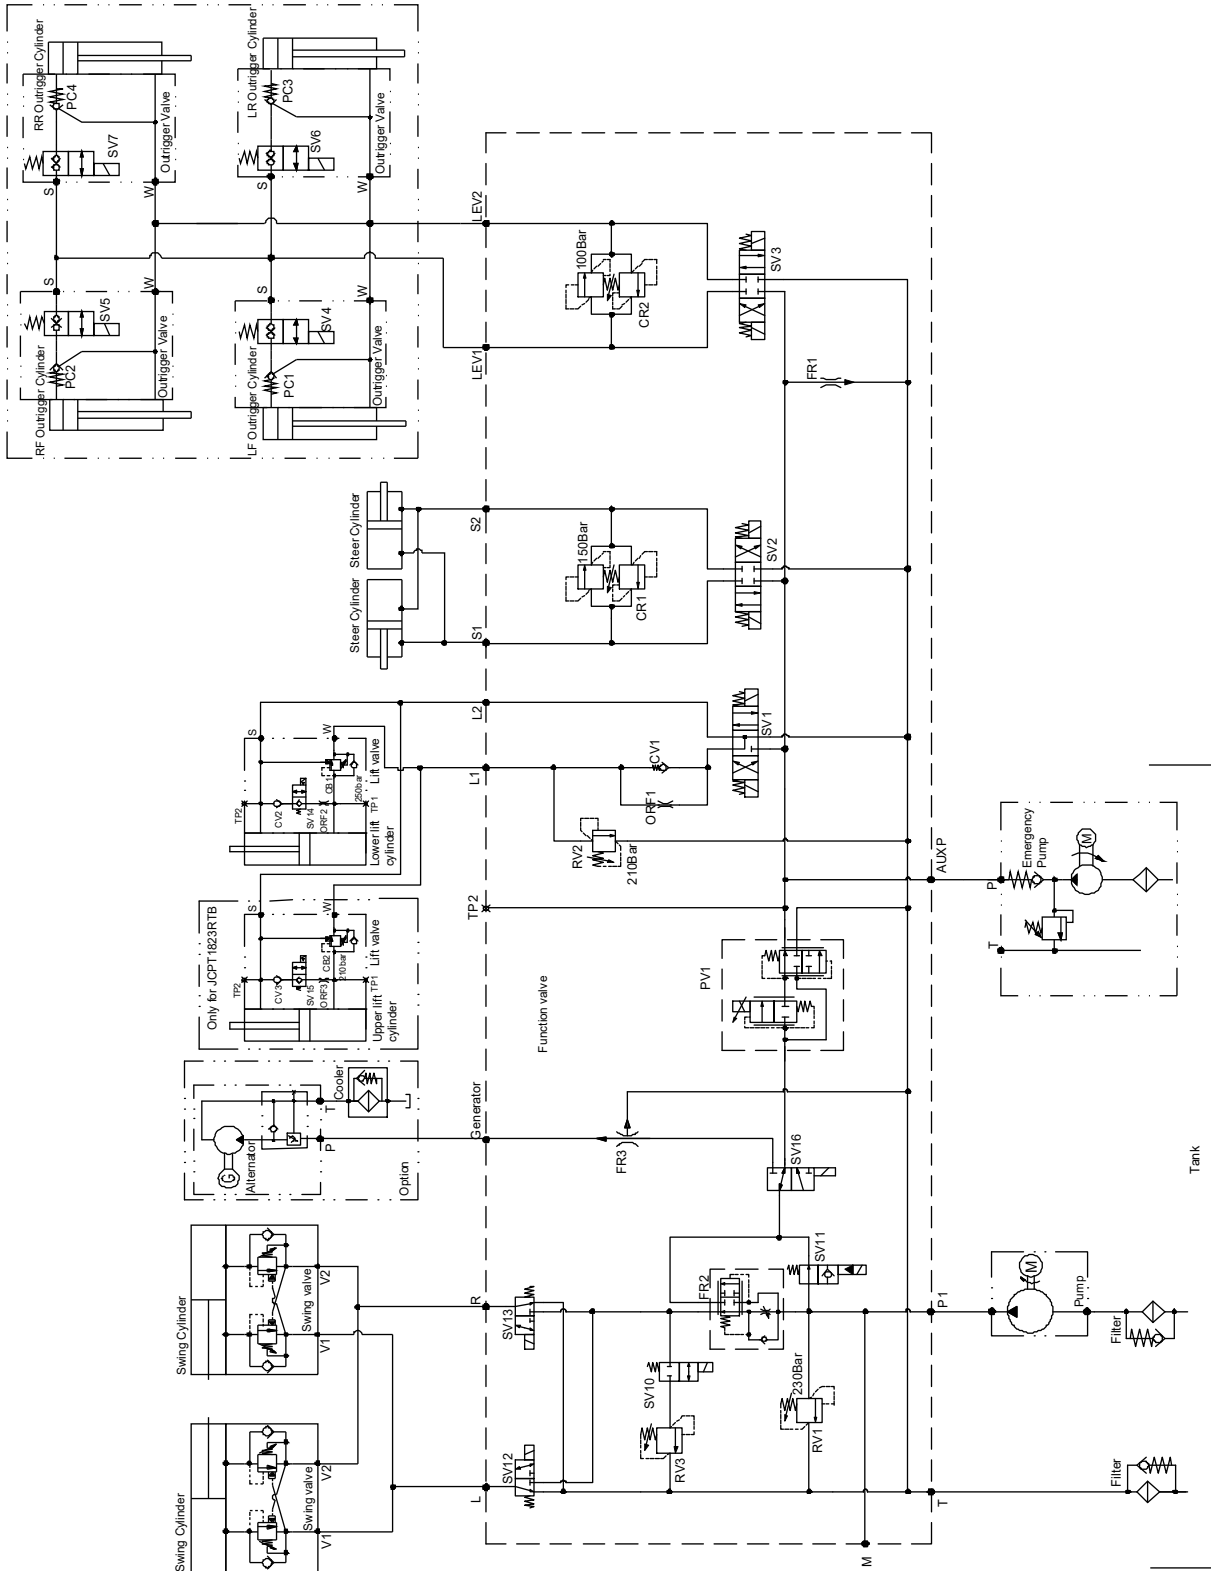 Swing Cylinder
Swing valve
V1
V2
Swing Cylinder
Swing valve
V1
V2
G
Alternator
P
T
Cooler
Option
Only for JCPT1823RTB
TP2
CV3
SV15
ORF3
CB2
210bar
TP1
S
W
Lift valve
Upper lift
cylinder
TP2
CV2
SV14
ORF2
CB1
250bar
TP1
S
W
Lift valve
Lower lift
cylinder
Steer Cylinder
Steer Cylinder
RF Outrigger Cylinder
PC2
SV5
S
W
Outrigger Valve
RR Outrigger Cylinder
PC4
SV7
S
W
Outrigger Valve
LF Outrigger Cylinder
PC1
SV4
S
W
Outrigger Valve
LR Outrigger Cylinder
PC3
SV6
S
W
Outrigger Valve
L
R
Generator
TP2
L1
L2
S1
S2
LEV1
LEV2
SV12
SV13
Function valve
RV2
210Bar
ORF1
CV1
CR1
150Bar
CR2
100Bar
FR3
RV3
SV10
FR2
PV1
SV1
SV2
SV3
RV1
230Bar
SV11
SV16
FR1
M
T
P1
AUXP
Filter
Pump
M
Filter
T
P
Emergency
Pump
M
Tank